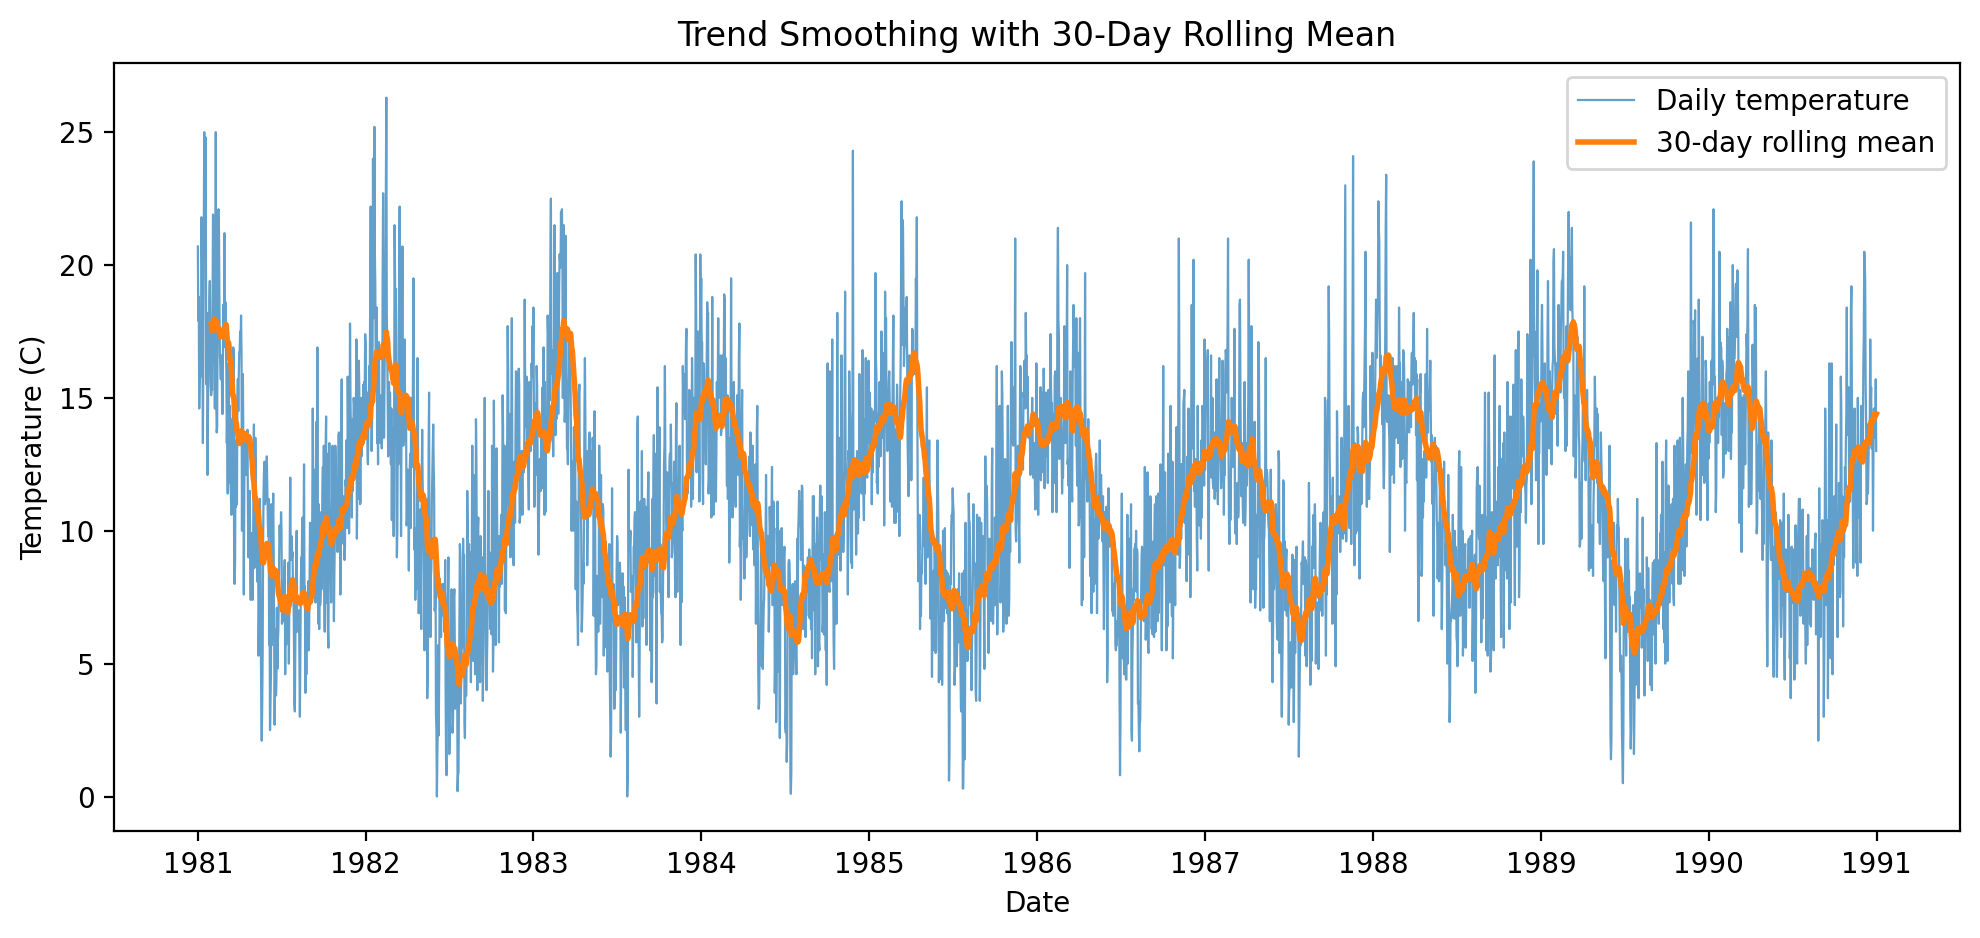 Trend Smoothing with 30-Day Rolling Mean
Daily temperature
30-day rolling mean
Temperature (C)
25
20
15
10
5
0
1981 1982 1983 1984 1985 1986 1987 1988 1989 1990 1991
Date